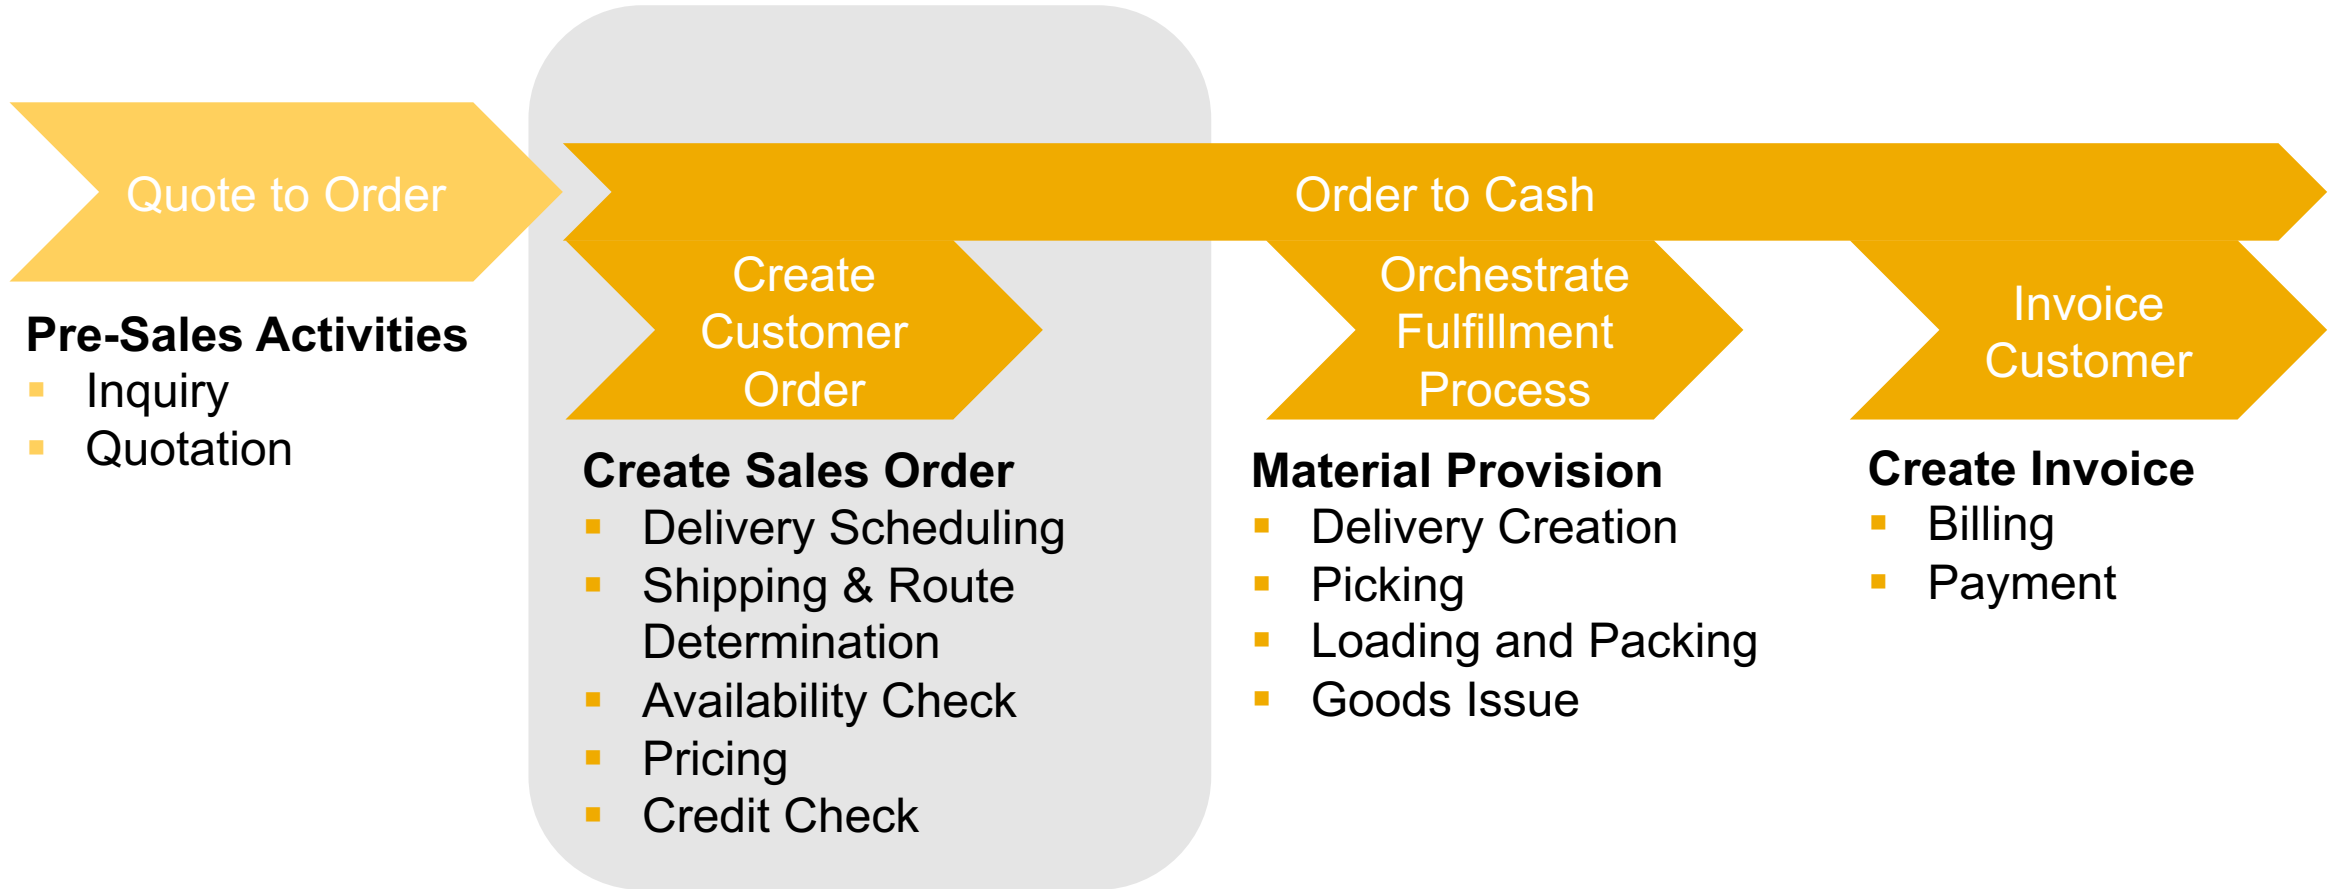 Quote to Order
Pre-Sales Activities
▪ Inquiry
▪ Quotation
Order to Cash
Create
Customer
Order
Create Sales Order
▪ Delivery Scheduling
▪ Shipping & Route
Determination
▪ Availability Check
▪ Pricing
▪ Credit Check
Orchestrate
Fulfillment
Process
Material Provision
▪ Delivery Creation
▪ Picking
▪ Loading and Packing
▪ Goods Issue
Invoice
Customer
Create Invoice
▪ Billing
▪ Payment